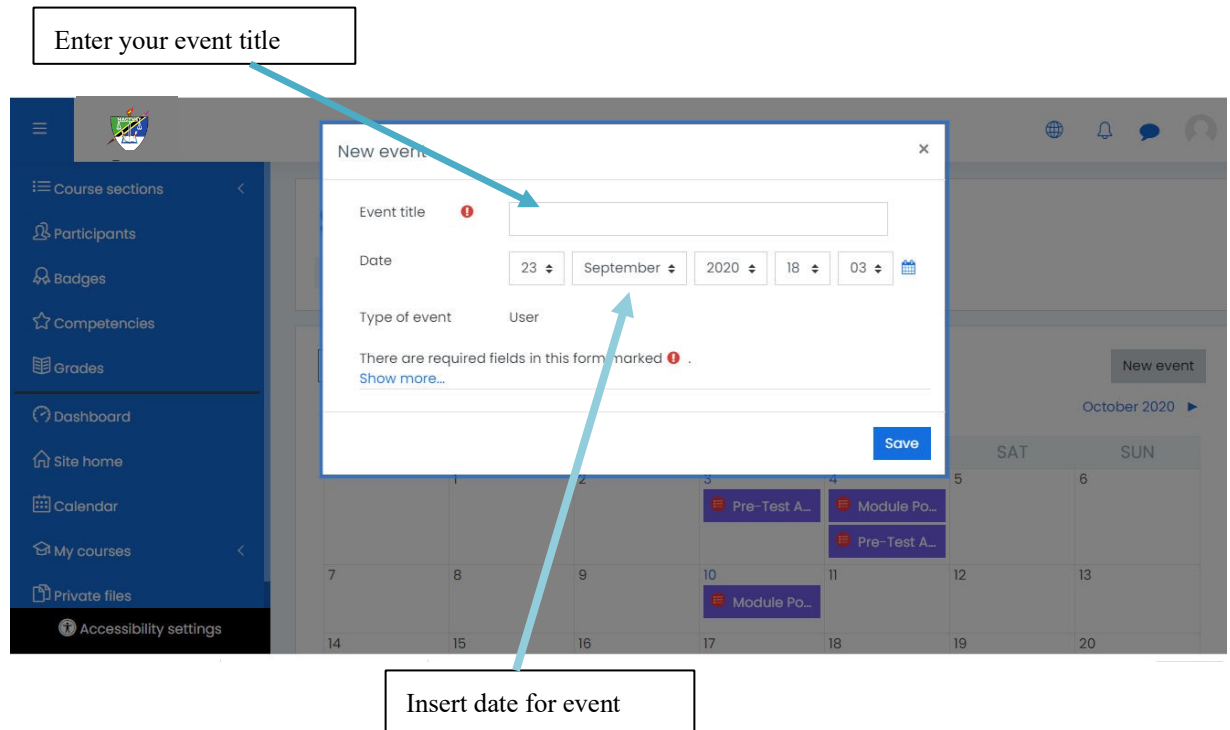 Enter your event title
New event
×
Course sections
Participants
Badges
Competencies
Grades
Dashboard
Site home
Calendar
My courses
Private files
Accessibility settings
Event title
Date 23 September 2020 18 03
Type of event User
There are required fields in this form marked .
Show more...
Save
New event
October 2020 ►
SAT SUN
1 2 3 4 5 6
Pre-Test A... Module Po...
Pre-Test A...
7 8 9 10 11 12 13
Module Po...
14 15 16 17 18 19 20
Insert date for event